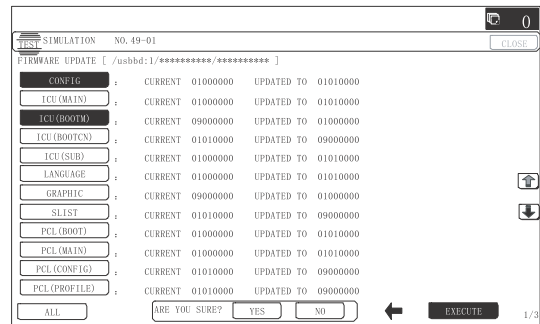 0
TEST SIMULATION NO. 49-01 CLOSE
FIRMWARE UPDATE [ /usbbd:1/**********/********** ]
CONFIG : CURRENT 01000000 UPDATED TO 01010000
ICU(MAIN) : CURRENT 01000000 UPDATED TO 01010000
ICU(BOOTM) : CURRENT 09000000 UPDATED TO 01000000
ICU(BOOTCN) : CURRENT 01010000 UPDATED TO 09000000
ICU(SUB) : CURRENT 01000000 UPDATED TO 01010000
LANGUAGE : CURRENT 01000000 UPDATED TO 01010000
GRAPHIC : CURRENT 09000000 UPDATED TO 01000000
SLIST : CURRENT 01010000 UPDATED TO 09000000
PCL(BOOT) : CURRENT 01000000 UPDATED TO 01010000
PCL(MAIN) : CURRENT 01000000 UPDATED TO 01010000
PCL(CONFIG) : CURRENT 01010000 UPDATED TO 09000000
PCL(PROFILE) : CURRENT 01010000 UPDATED TO 09000000
ALL ARE YOU SURE? YES NO EXECUTE 1/3